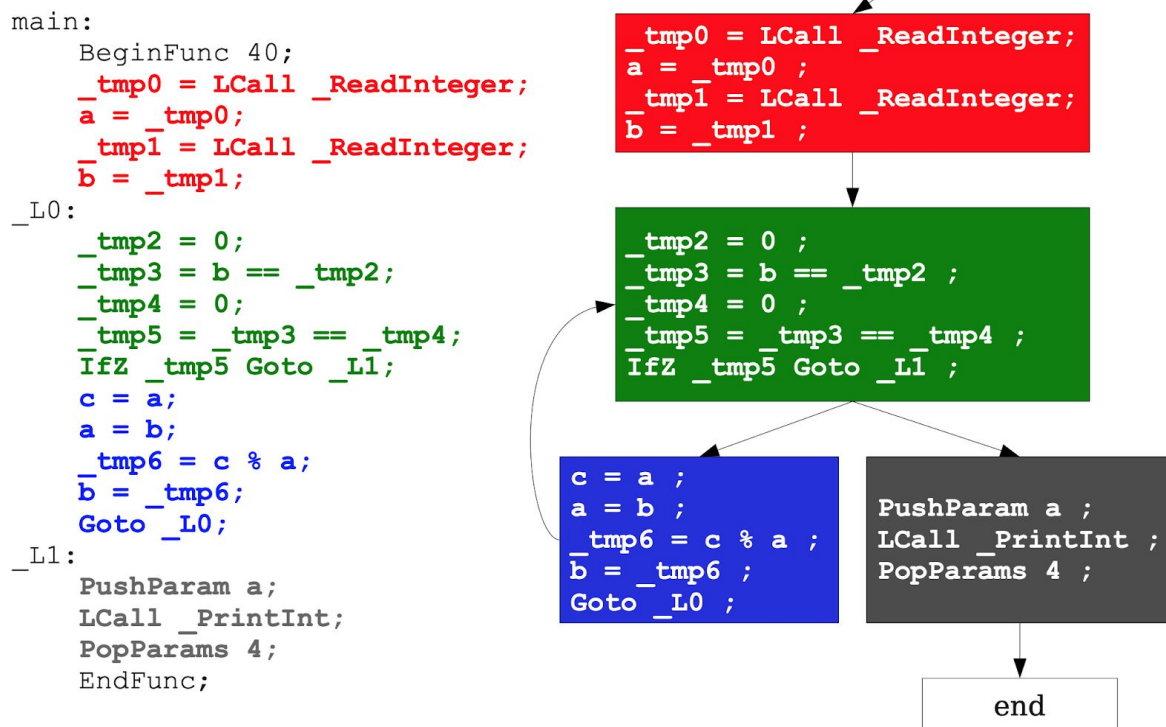 main:
BeginFunc 40;
_tmp0 = LCall _ReadInteger;
a = _tmp0;
_tmp1 = LCall _ReadInteger;
b = _tmp1;
_L0:
_tmp2 = 0;
_tmp3 = b == _tmp2;
_tmp4 = 0;
_tmp5 = _tmp3 == _tmp4;
IfZ _tmp5 Goto _L1;
c = a;
a = b;
_tmp6 = c % a;
b = _tmp6;
Goto _L0;
_L1:
PushParam a;
LCall _PrintInt;
PopParams 4;
EndFunc;
_tmp0 = LCall _ReadInteger;
a = _tmp0 ;
_tmp1 = LCall _ReadInteger;
b = _tmp1 ;
_tmp2 = 0 ;
_tmp3 = b == _tmp2 ;
_tmp4 = 0 ;
_tmp5 = _tmp3 == _tmp4 ;
IfZ _tmp5 Goto _L1 ;
c = a ;
a = b ;
_tmp6 = c % a ;
b = _tmp6 ;
Goto _L0 ;
PushParam a ;
LCall _PrintInt ;
PopParams 4 ;
end